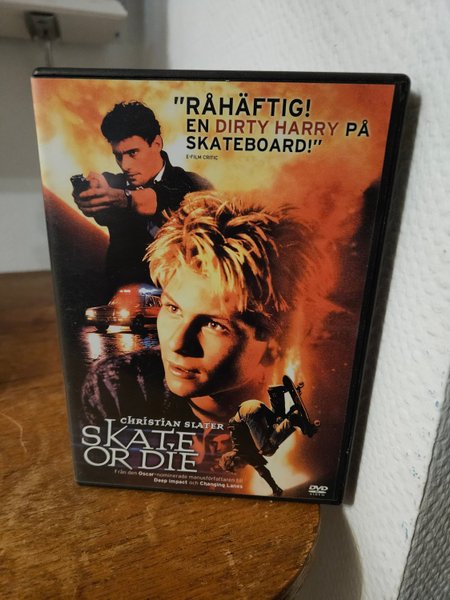 "RÅHÄFTIG!
EN DIRTY HARRY PÅ
SKATEBOARD!"
E-FILM CRITIC
CHRISTIAN SLATER
SKATE
OR DIE
Från den Oscar-nominerade manusförfattaren till
Deep Impact och Changing Lanes
DVD
VIDEO